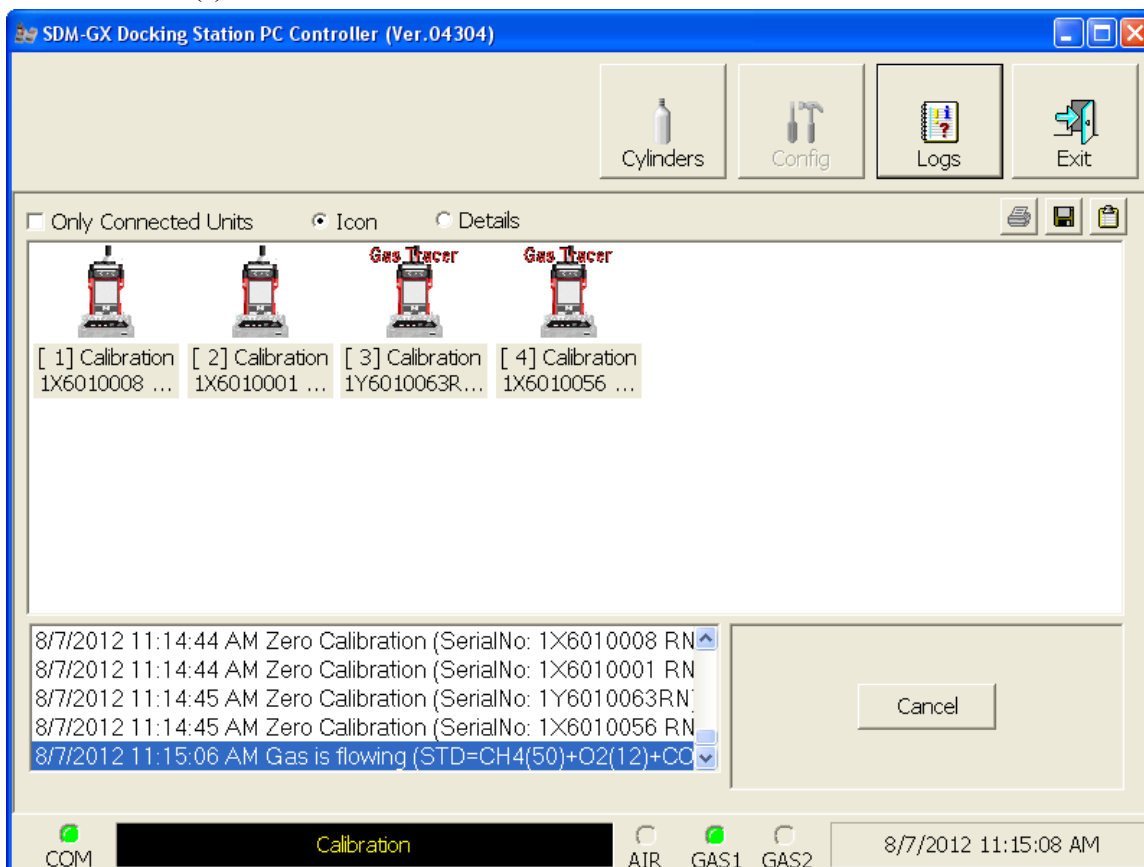 (s)
SDM-GX Docking Station PC Controller (Ver.04304)
Cylinders
Config
Logs
Exit
Only Connected Units
Icon
Details
Gas Tracer
Gas Tracer
[ 1] Calibration
1X6010008 ...
[ 2] Calibration
1X6010001 ...
[ 3] Calibration
1Y6010063R...
[ 4] Calibration
1X6010056 ...
8/7/2012 11:14:44 AM Zero Calibration (SerialNo: 1X6010008 RN
8/7/2012 11:14:44 AM Zero Calibration (SerialNo: 1X6010001 RN
8/7/2012 11:14:45 AM Zero Calibration (SerialNo: 1Y6010063RN
8/7/2012 11:14:45 AM Zero Calibration (SerialNo: 1X6010056 RN
8/7/2012 11:15:06 AM Gas is flowing (STD=CH4(50)+O2(12)+CO
Cancel
COM
Calibration
AIR
GAS1
GAS2
8/7/2012 11:15:08 AM